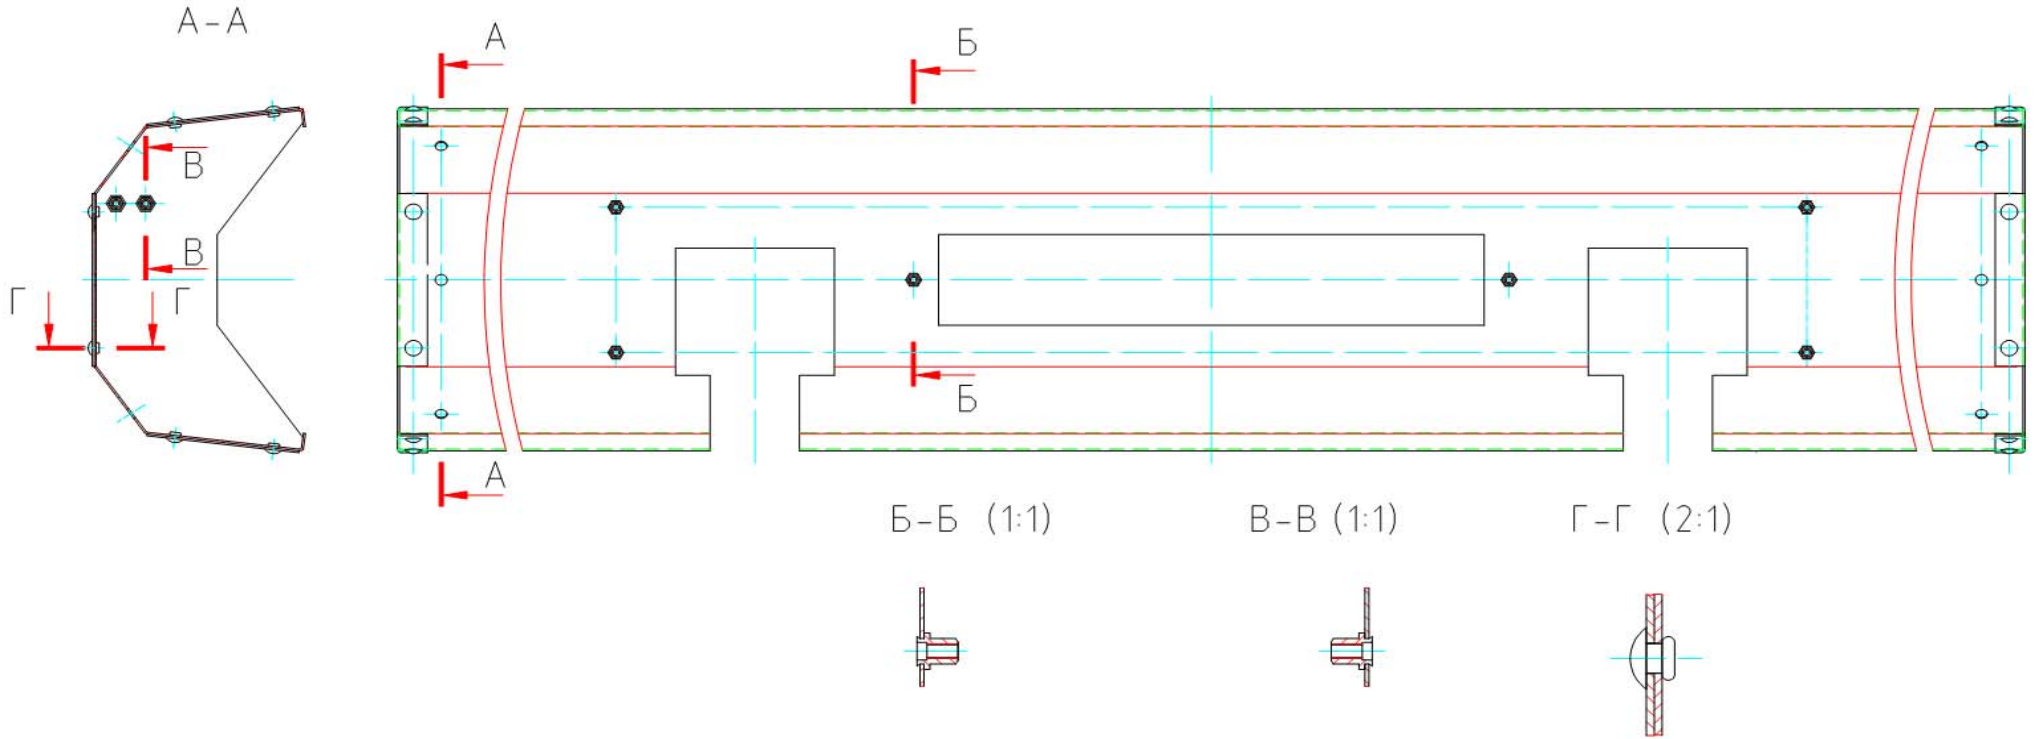 А-А
А
Б
В
В
Г
Г
Б
А
Б-Б (1:1)
В-В (1:1)
Г-Г (2:1)